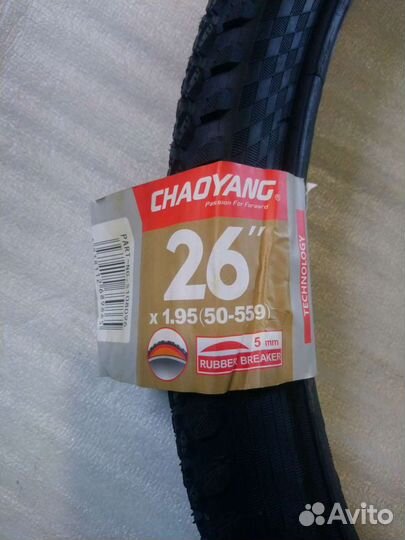 CHAOYANG®
Passion For Forward
26"
x 1.95(50-559)
5 mm
RUBBER BREAKER
TECHNOLOGY
Avito